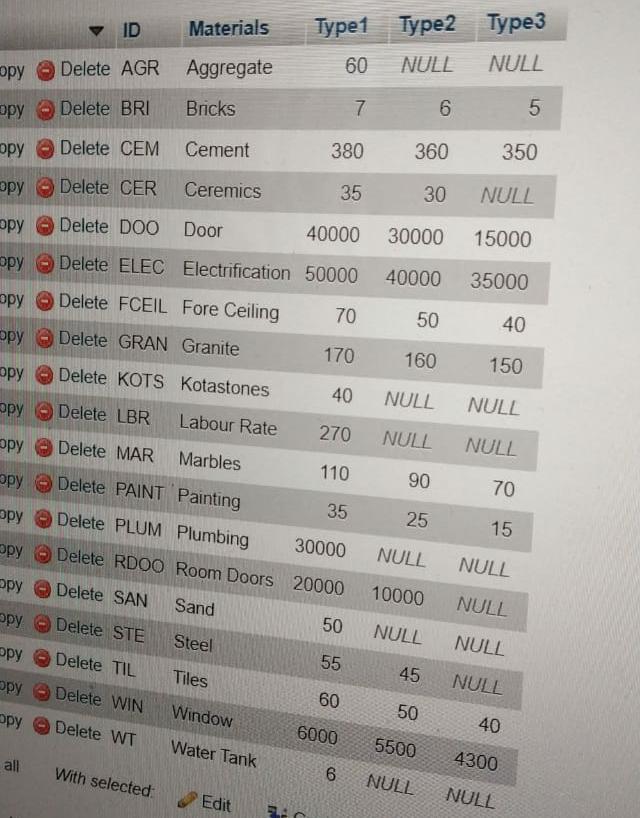 ID Materials Type1 Type2 Type3
opy Delete AGR Aggregate 60 NULL NULL
opy Delete BRI Bricks 7 6 5
opy Delete CEM Cement 380 360 350
opy Delete CER Ceremics 35 30 NULL
opy Delete DOO Door 40000 30000 15000
opy Delete ELEC Electrification 50000 40000 35000
opy Delete FCEIL Fore Ceiling 70 50 40
opy Delete GRAN Granite 170 160 150
opy Delete KOTS Kotastones 40 NULL NULL
opy Delete LBR Labour Rate 270 NULL NULL
opy Delete MAR Marbles 110 90 70
opy Delete PAINT Painting 35 25 15
opy Delete PLUM Plumbing 30000 NULL NULL
opy Delete RDOO Room Doors 20000 10000 NULL
opy Delete SAN Sand 50 NULL NULL
opy Delete STE Steel 55 45 NULL
opy Delete TIL Tiles 60 50 40
opy Delete WIN Window 6000 5500 4300
opy Delete WT Water Tank 6 NULL NULL
all With selected: Edit